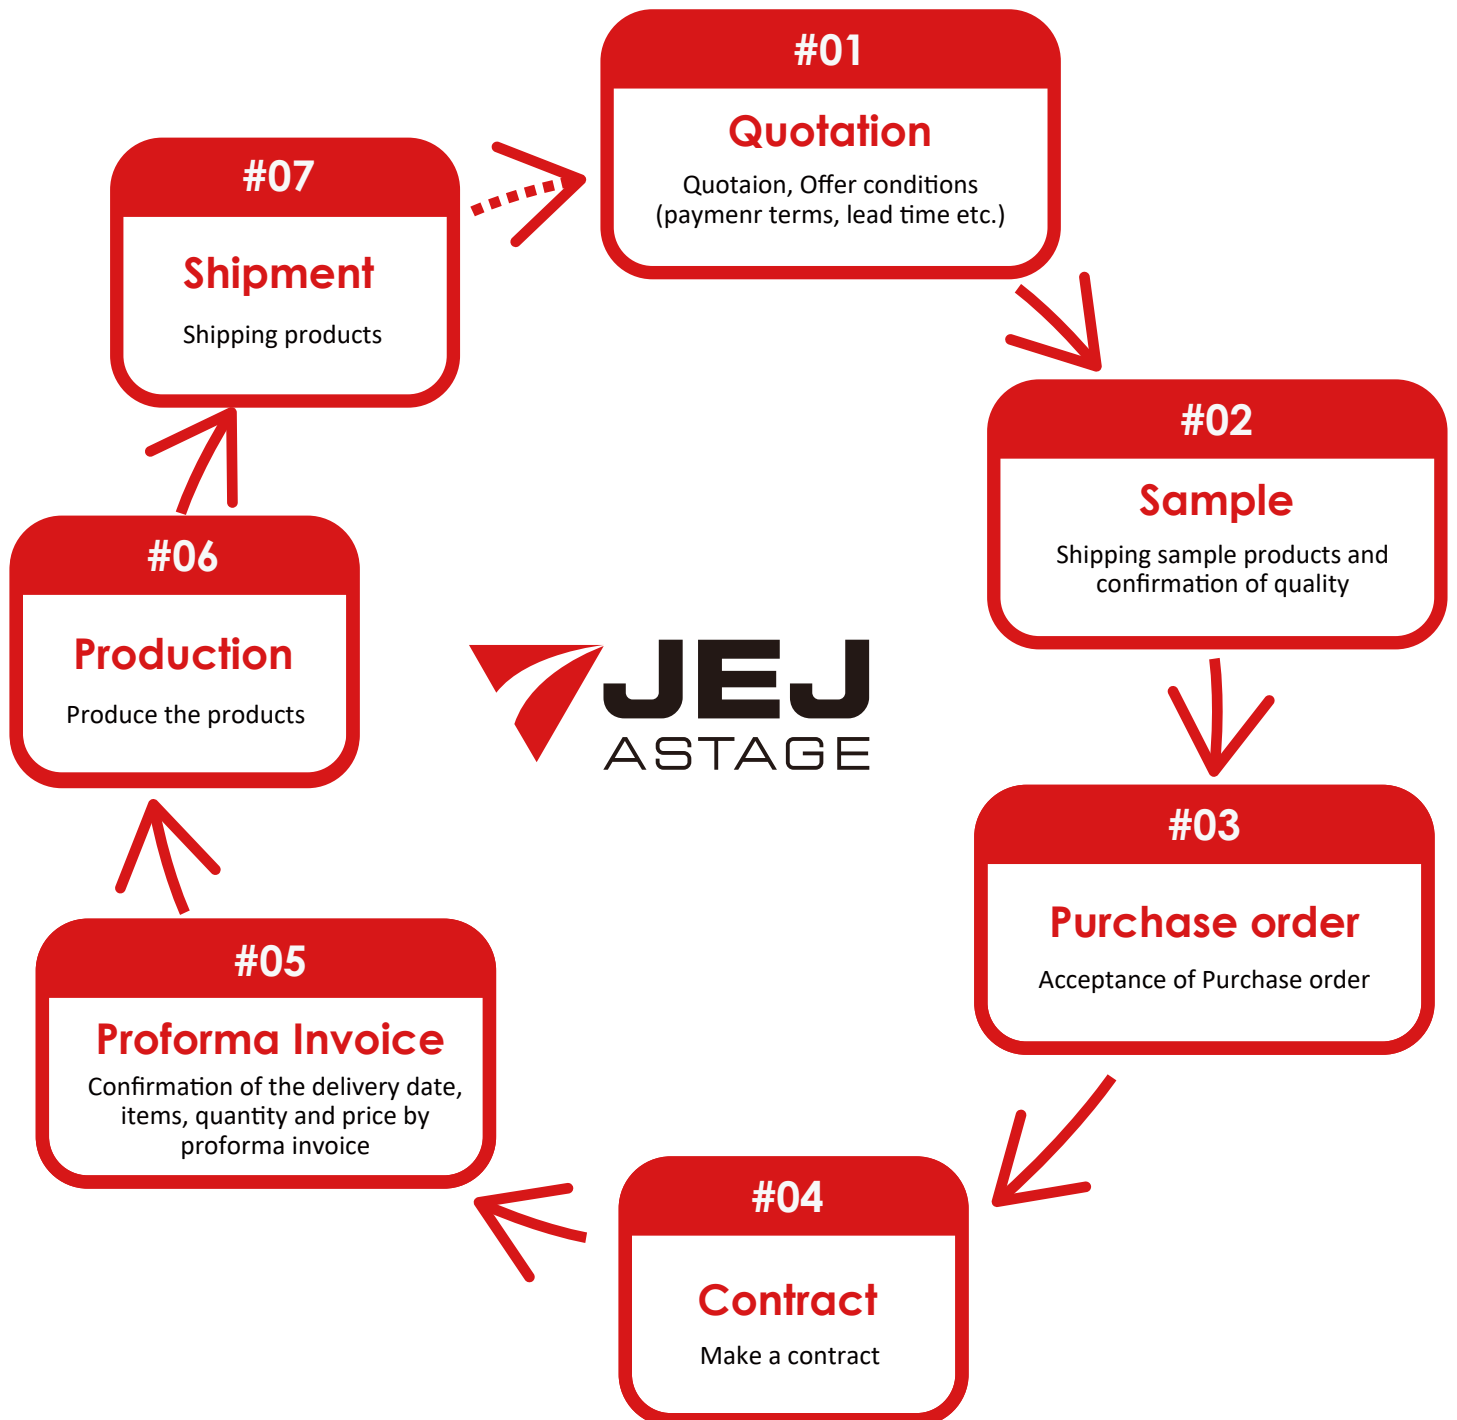 #01
Quotation
Quotaion, Offer conditions
(paymenr terms, lead time etc.)
#02
Sample
Shipping sample products and
confirmation of quality
#03
Purchase order
Acceptance of Purchase order
#04
Contract
Make a contract
#05
Proforma Invoice
Confirmation of the delivery date,
items, quantity and price by
proforma invoice
#06
Production
Produce the products
#07
Shipment
Shipping products
JEJ
ASTAGE